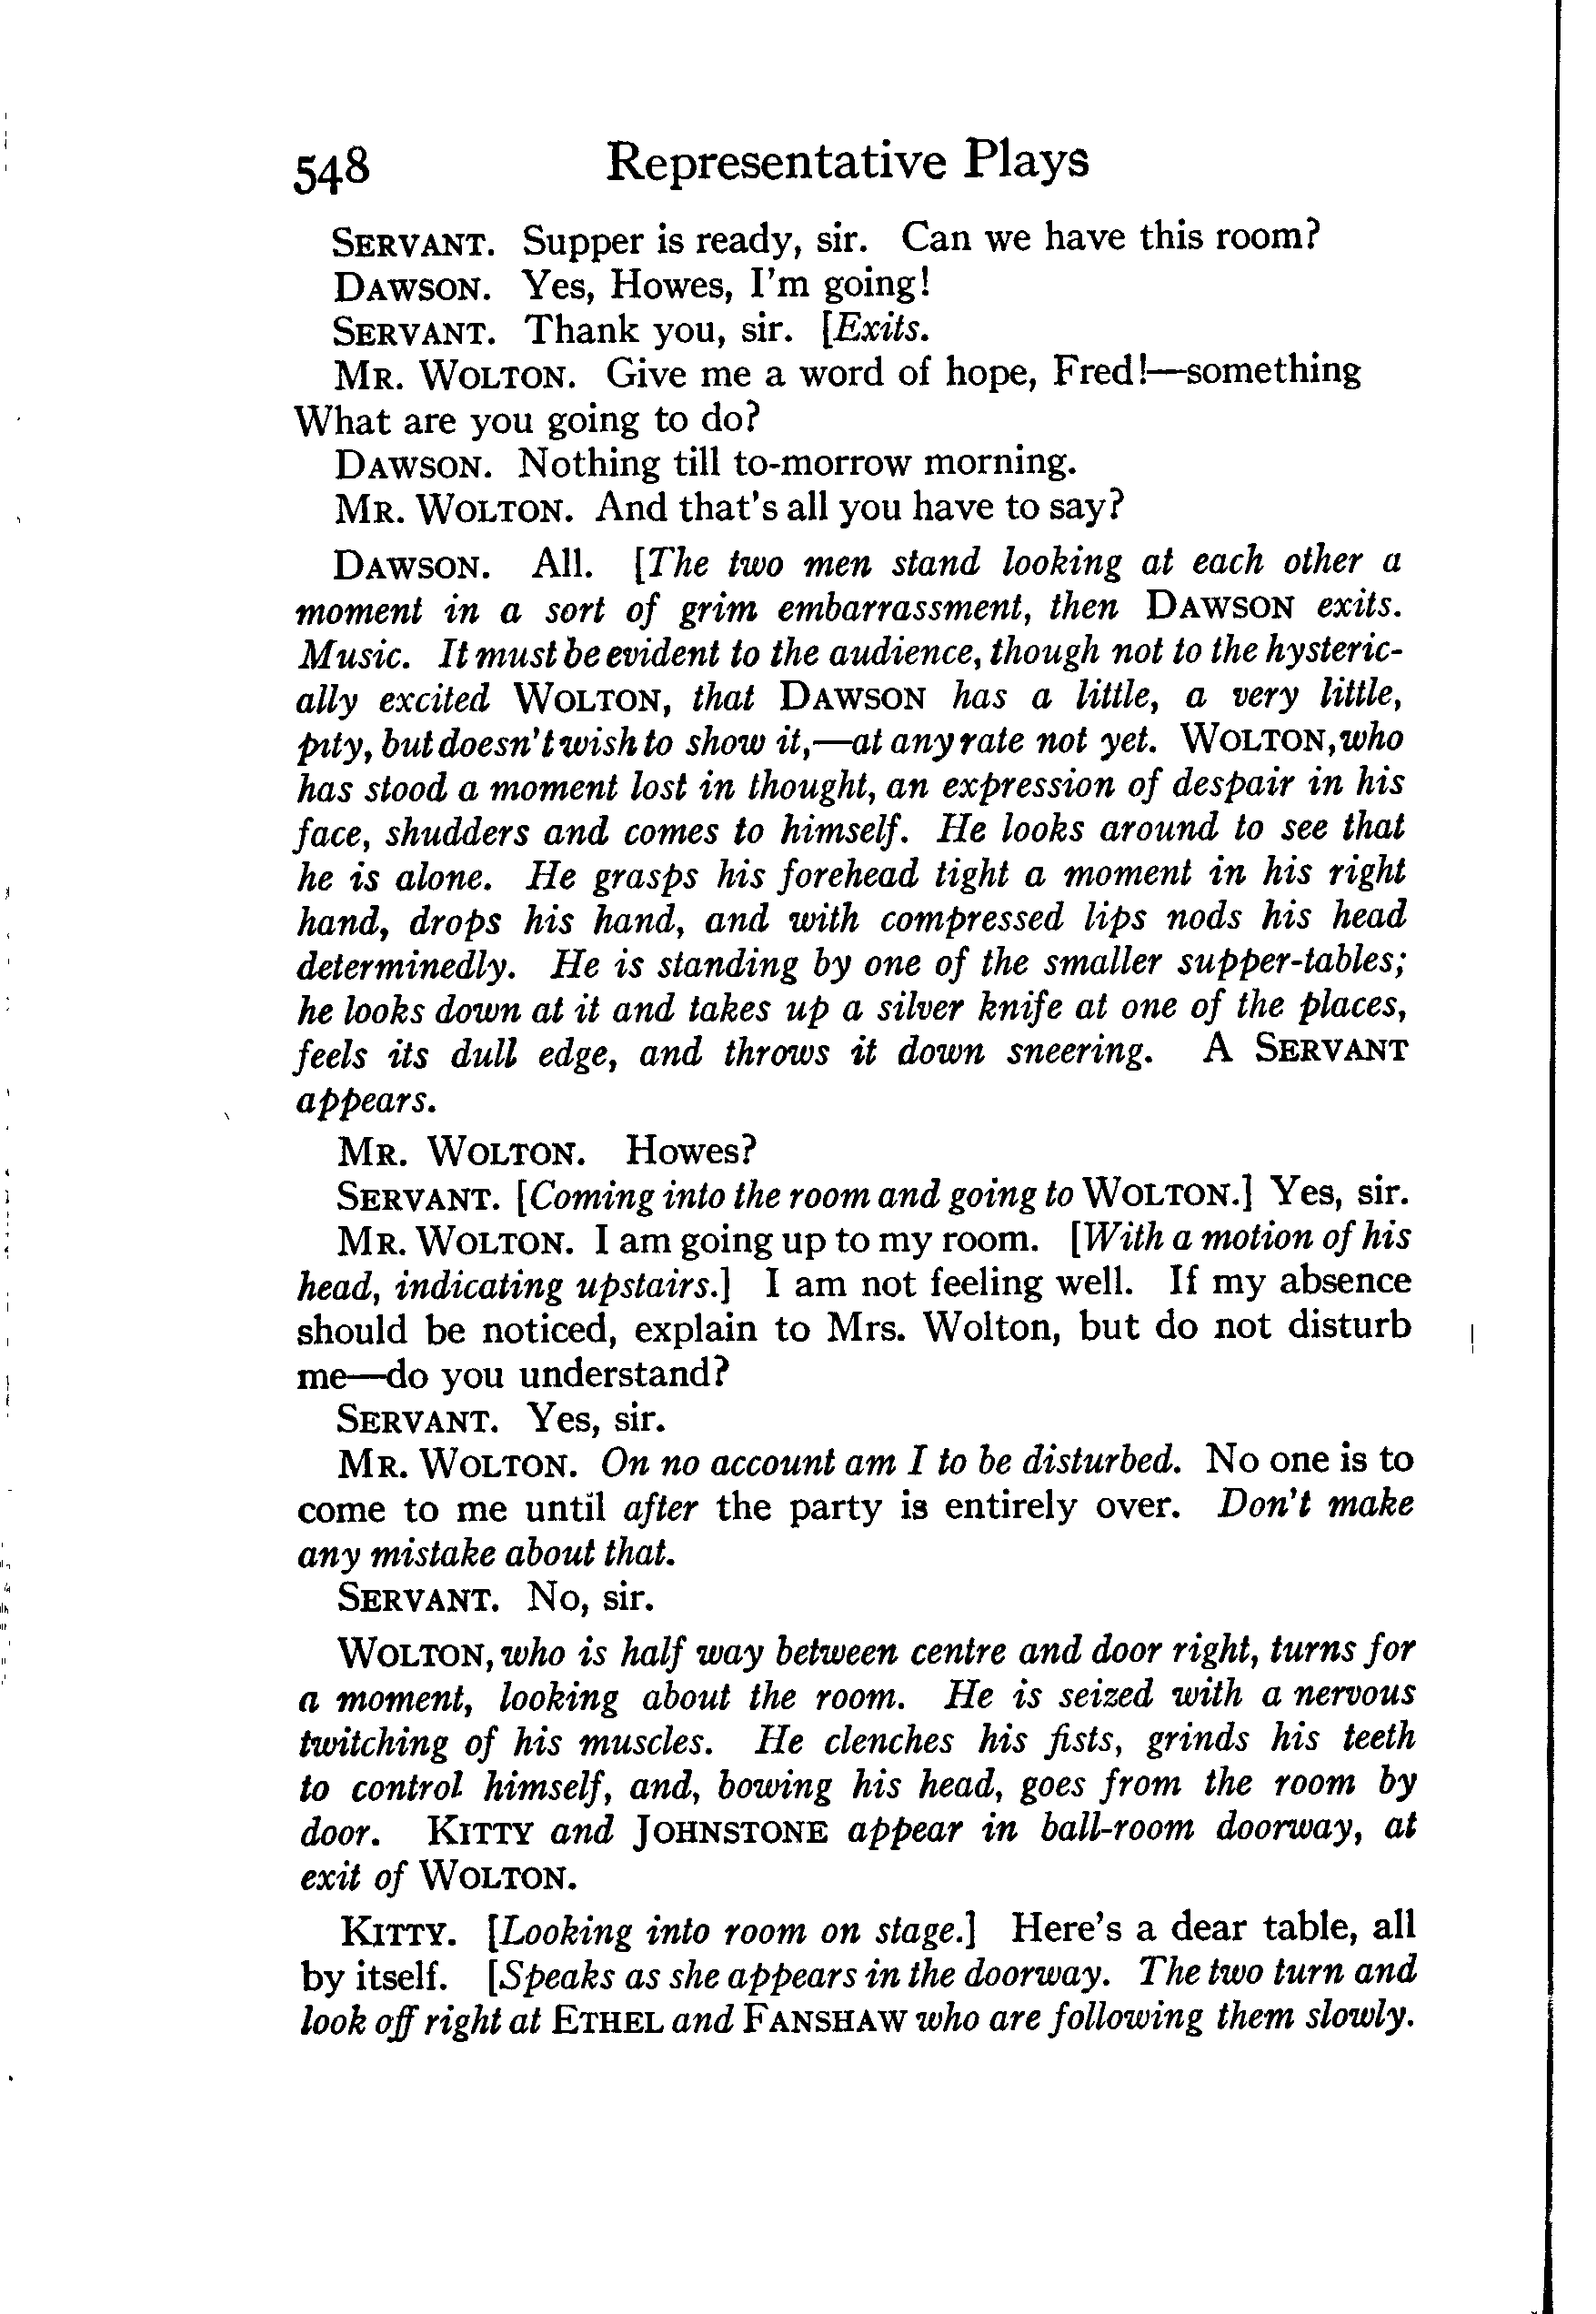 548 Representative Plays
SERVANT. Supper is ready, sir. Can we have this room?
DAWSON. Yes, Howes, I'm going!
SERVANT. Thank you, sir. [Exits.
MR. WOLTON. Give me a word of hope, Fred!—something
What are you going to do?
DAWSON. Nothing till to-morrow morning.
MR. WOLTON. And that's all you have to say?
DAWSON. All. [The two men stand looking at each other a
moment in a sort of grim embarrassment, then DAWSON exits.
Music. It must be evident to the audience, though not to the hysteric-
ally excited WOLTON, that DAWSON has a little, a very little,
pity, but doesn't wish to show it,—at any rate not yet. WOLTON, who
has stood a moment lost in thought, an expression of despair in his
face, shudders and comes to himself. He looks around to see that
he is alone. He grasps his forehead tight a moment in his right
hand, drops his hand, and with compressed lips nods his head
determinedly. He is standing by one of the smaller supper-tables;
he looks down at it and takes up a silver knife at one of the places,
feels its dull edge, and throws it down sneering. A SERVANT
appears.
MR. WOLTON. Howes?
SERVANT. [Coming into the room and going to WOLTON.] Yes, sir.
MR. WOLTON. I am going up to my room. [With a motion of his
head, indicating upstairs.] I am not feeling well. If my absence
should be noticed, explain to Mrs. Wolton, but do not disturb
me—do you understand?
SERVANT. Yes, sir.
MR. WOLTON. On no account am I to be disturbed. No one is to
come to me until after the party is entirely over. Don't make
any mistake about that.
SERVANT. No, sir.
WOLTON, who is half way between centre and door right, turns for
a moment, looking about the room. He is seized with a nervous
twitching of his muscles. He clenches his fists, grinds his teeth
to control himself, and, bowing his head, goes from the room by
door. KITTY and JOHNSTONE appear in ball-room doorway, at
exit of WOLTON.
KITTY. [Looking into room on stage.] Here's a dear table, all
by itself. [Speaks as she appears in the doorway. The two turn and
look off right at ETHEL and FANSHAW who are following them slowly.